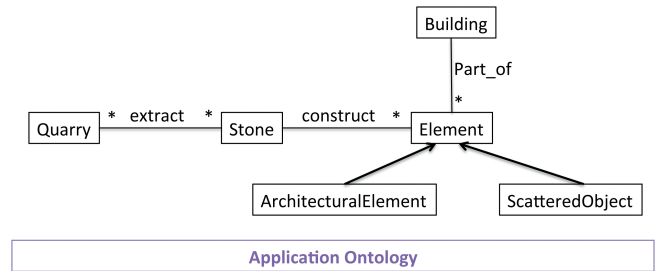 Building
Part_of
*
* extract * construct *
Quarry Stone Element
ArchitecturalElement ScatteredObject
Application Ontology